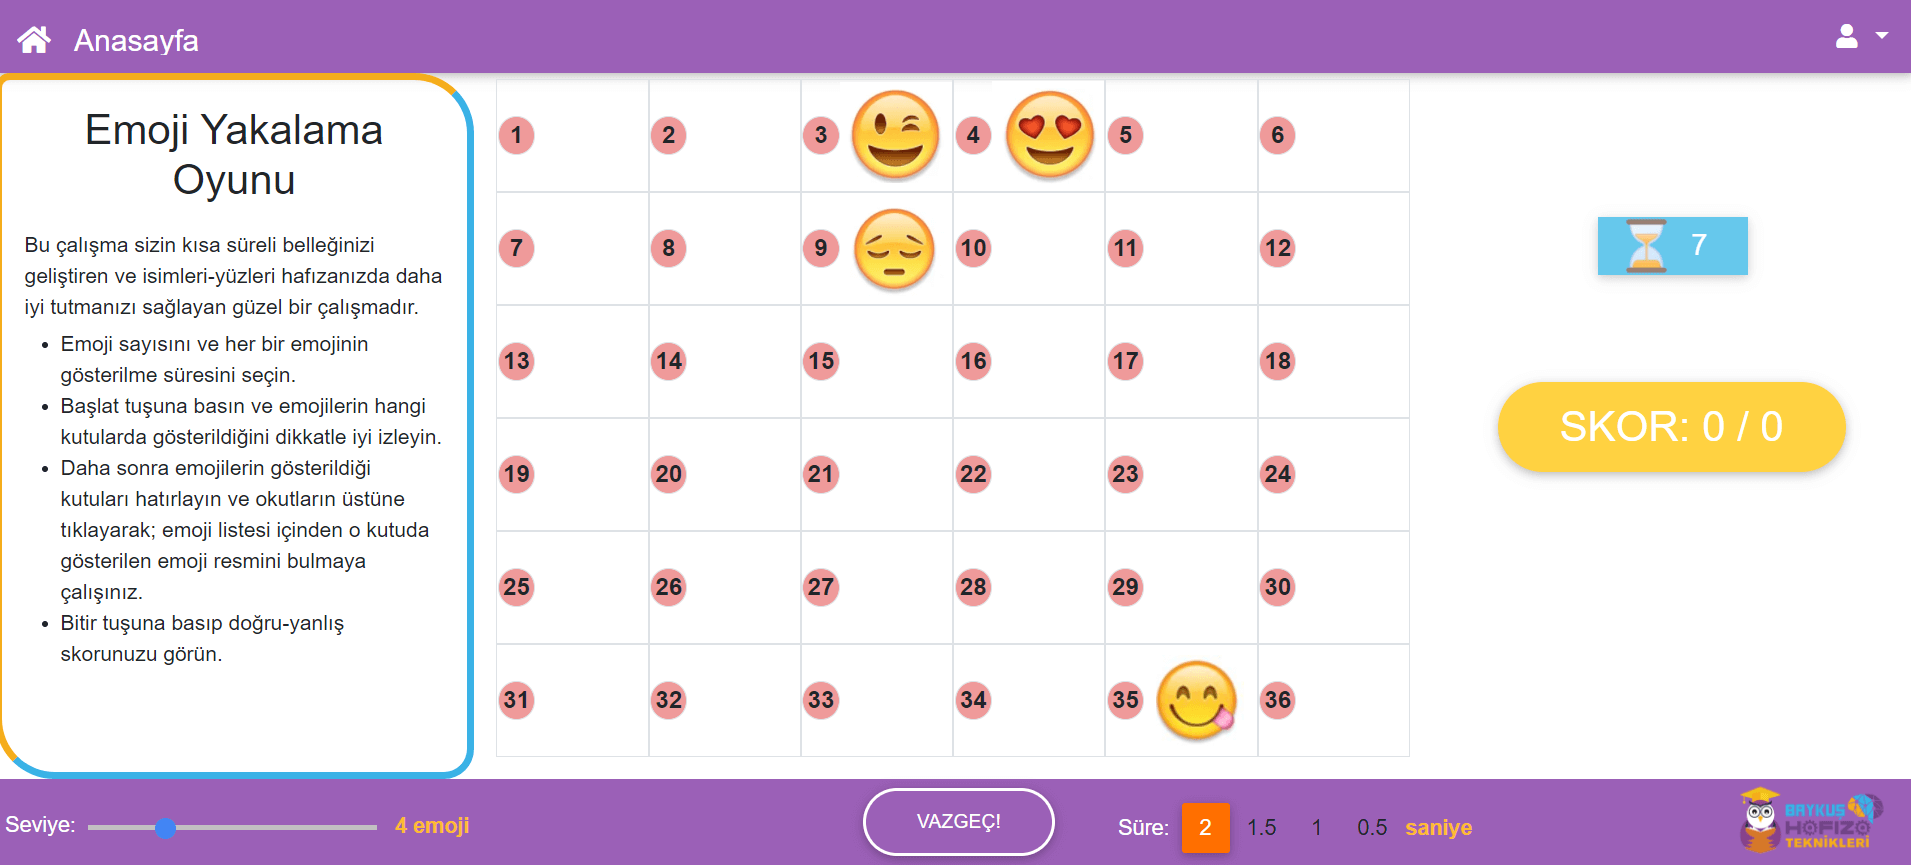 Anasayfa
Emoji Yakalama
Oyunu
Bu çalışma sizin kısa süreli belleğinizi
geliştiren ve isimleri-yüzleri hafızanızda daha
iyi tutmanızı sağlayan güzel bir çalışmadır.
Emoji sayısını ve her bir emojinin
gösterilme süresini seçin.
Başlat tuşuna basın ve emojilerin hangi
kutularda gösterildiğini dikkatle iyi izleyin.
Daha sonra emojilerin gösterildiği
kutuları hatırlayın ve okutların üstüne
tıklayarak; emoji listesi içinden o kutuda
gösterilen emoji resmini bulmaya
çalışınız.
Bitir tuşuna basıp doğru-yanlış
skorunuzu görün.
1 2 3 4 5 6
7 8 9 10 11 12
13 14 15 16 17 18
19 20 21 22 23 24
25 26 27 28 29 30
31 32 33 34 35 36
7
SKOR: 0 / 0
Seviye: 4 emoji
VAZGEÇ!
Süre: 2 1.5 1 0.5 saniye
BAYKUŞ
HAFIZA
TEKNİKLERİ